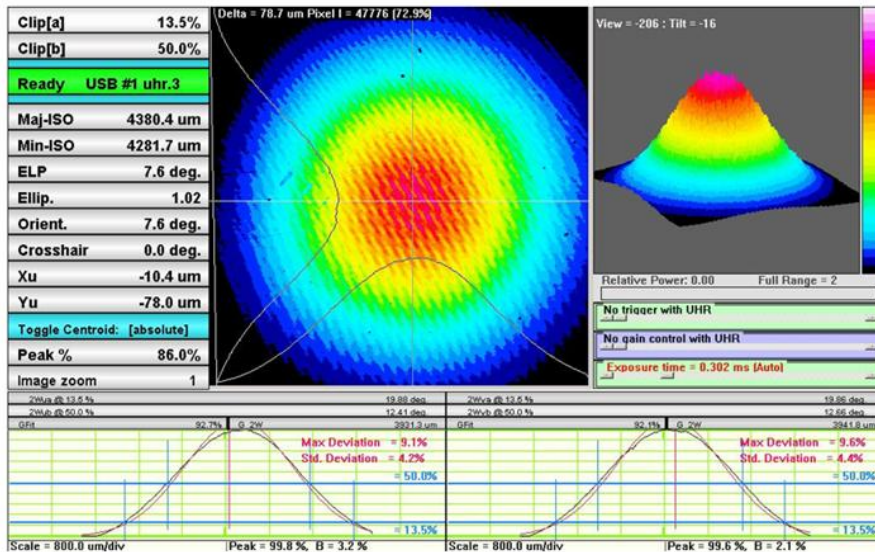 Clip[a] 13.5%
Clip[b] 50.0%
Ready USB #1 uhr.3
Maj-ISO 4380.4 um
Min-ISO 4281.7 um
ELP 7.6 deg.
Ellip. 1.02
Orient. 7.6 deg.
Crosshair 0.0 deg.
Xu -10.4 um
Yu -78.0 um
Toggle Centroid: [absolute]
Peak % 86.0%
Image zoom 1
Delta = 78.7 um Pixel I = 47776 (72.9%)
View = -206 : Tilt = -16
Relative Power: 0.00 Full Range = 2
No trigger with UHR
No gain control with UHR
Exposure time = 0.302 ms (Auto)
2Wua @ 13.5 % 19.88 deg.
2Wub @ 50.0 % 12.41 deg.
GFit 92.7% G_2W 3931.3 um
Max Deviation = 9.1%
Std. Deviation = 4.2%
= 50.0%
= 13.5%
Scale = 800.0 um/div Peak = 99.8 %, B = 3.2 %
2Wva @ 13.5 % 19.86 deg.
2Wvb @ 50.0 % 12.66 deg.
GFit 92.1% G_2W 3941.8 um
Max Deviation = 9.6%
Std. Deviation = 4.4%
= 50.0%
= 13.5%
Scale = 800.0 um/div Peak = 99.6 %, B = 2.1 %